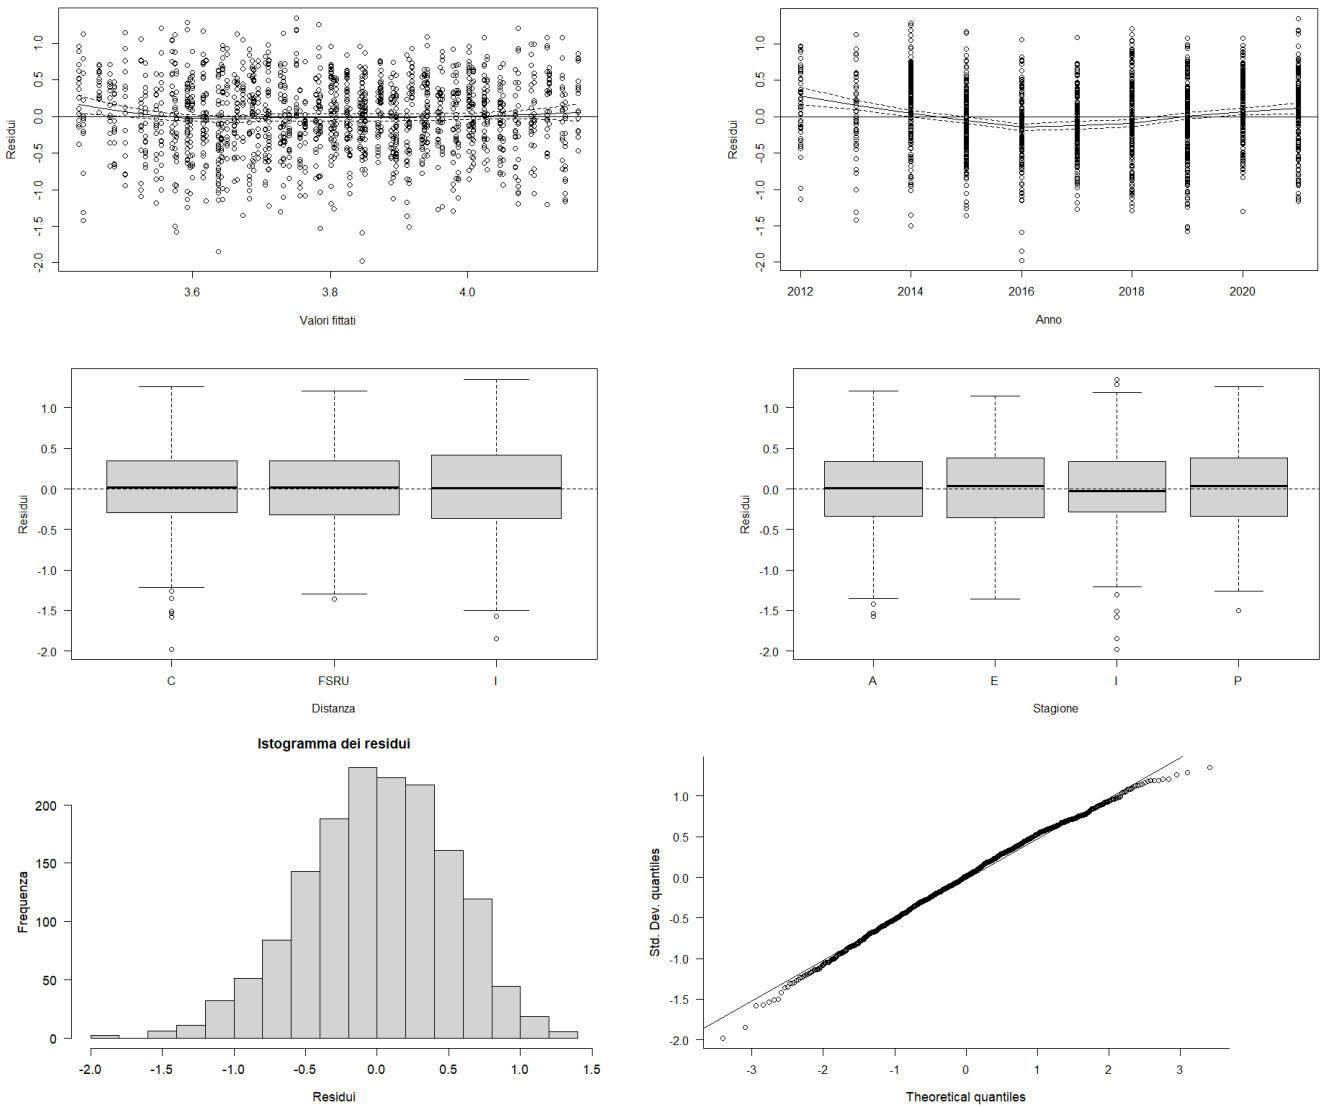 1.0
0.5
0.0
-0.5
-1.0
-1.5
-2.0
Residui
3.6 3.8 4.0
Valori fittati
1.0
0.5
0.0
-0.5
-1.0
-1.5
-2.0
Residui
2012 2014 2016 2018 2020
Anno
1.0
0.5
0.0
-0.5
-1.0
-1.5
-2.0
Residui
C FSRU I
Distanza
1.0
0.5
0.0
-0.5
-1.0
-1.5
-2.0
Residui
A E I P
Stagione
Istogramma dei residui
200
150
100
50
0
Frequenza
-2.0 -1.5 -1.0 -0.5 0.0 0.5 1.0 1.5
Residui
1.0
0.5
0.0
-0.5
-1.0
-1.5
-2.0
Std. Dev. quantiles
-3 -2 -1 0 1 2 3
Theoretical quantiles